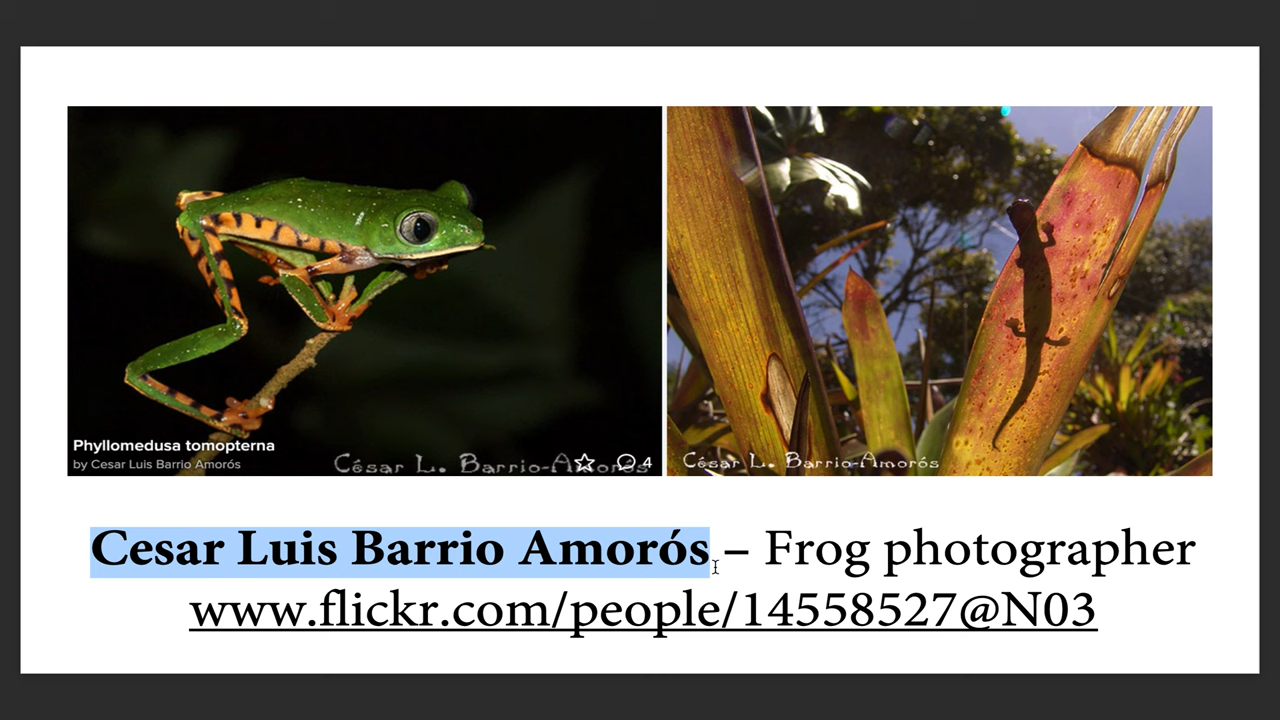 Phyllomedusa tomopterna
by Cesar Luis Barrio Amorós
César L. Barrio-Amorós
4
César L. Barrio-Amorós
Cesar Luis Barrio Amorós – Frog photographer
www.flickr.com/people/14558527@N03